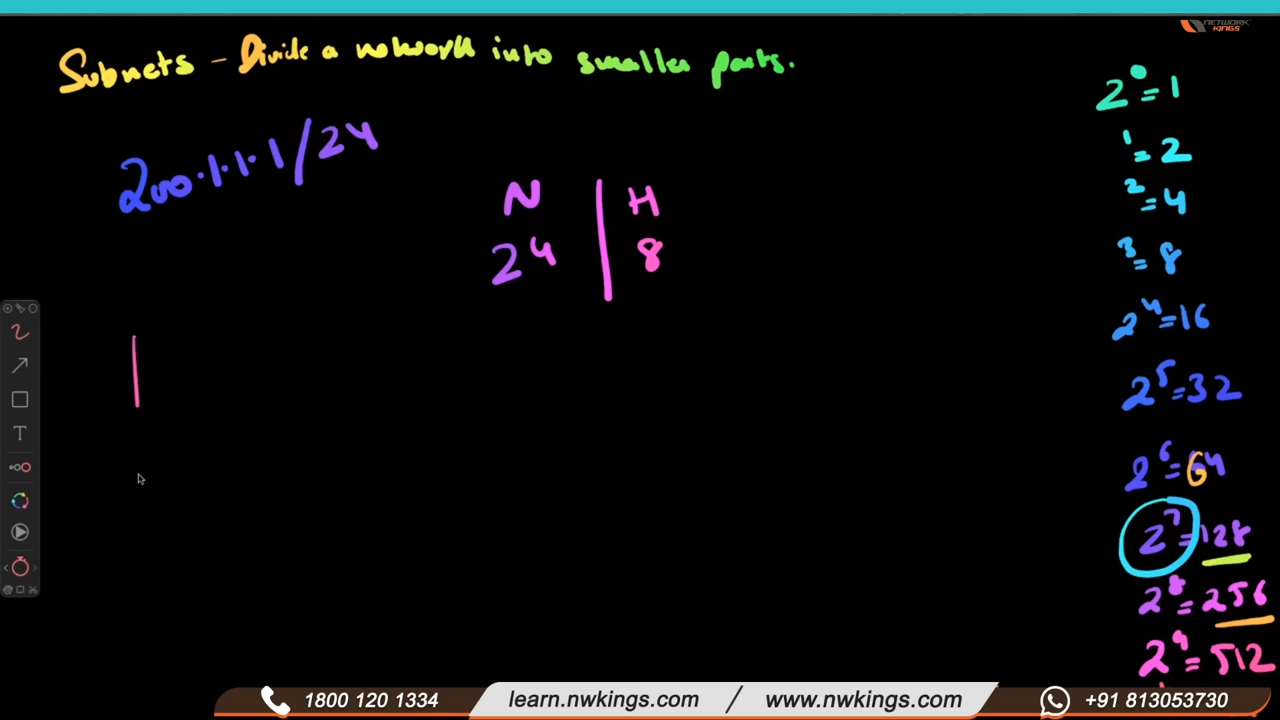 NETWORK
KINGS
Subnets - Divide a network into smaller parts.
200.1.1.1/24
N | H
24 | 8
2^0 = 1
^1 = 2
^2 = 4
^3 = 8
2^4 = 16
2^5 = 32
2^6 = 64
2^7 = 128
2^8 = 256
2^9 = 512
T
1800 120 1334
learn.nwkings.com / www.nwkings.com
+91 813053730